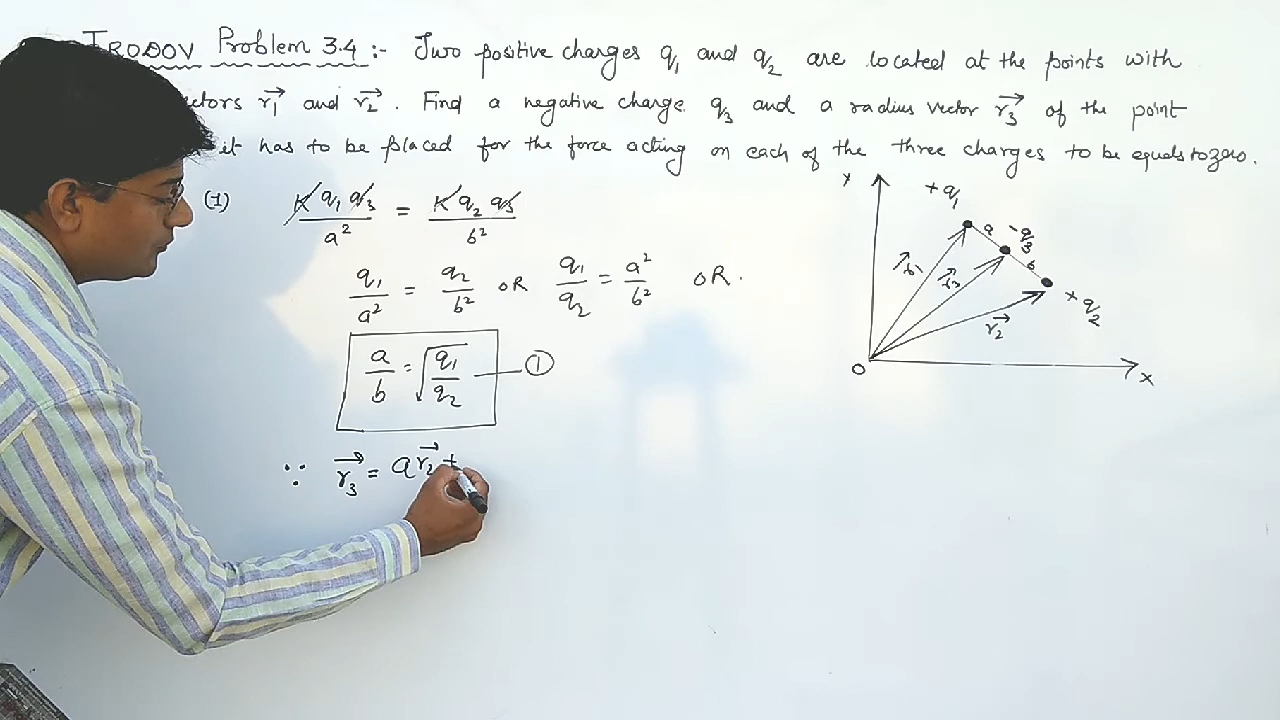 IRODOV Problem 3.4 :- Two positive charges q₁ and q₂ are located at the points with
r₁⃗ and r₂⃗ . Find a negative charge q₃ and a radius vector r₃⃗ of the point
it has to be placed for the force acting on each of the three charges to be equals to zero.
(1) K q₁ q₃ / a² = K q₂ q₃ / b²
q₁ / a² = q₂ / b² OR q₁ / q₂ = a² / b² OR .
a / b = √(q₁ / q₂) — ①
∵ r₃⃗ = a r₂⃗ +
Y
+ q₁
a
- q₃
b
r₁⃗
r₃⃗
+ q₂
r₂⃗
O
X